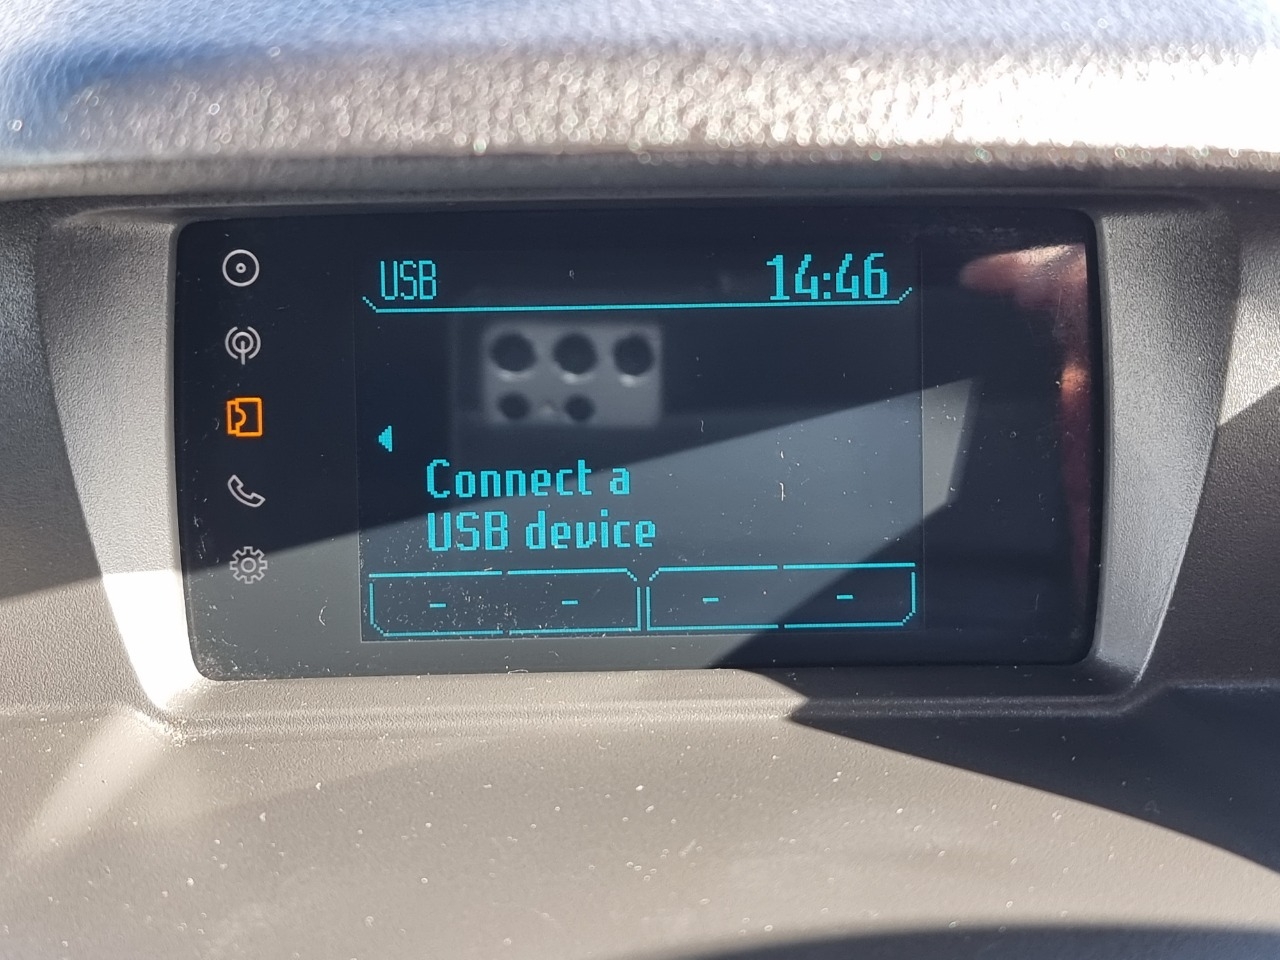 USB
14:46
Connect a
USB device
- - - -